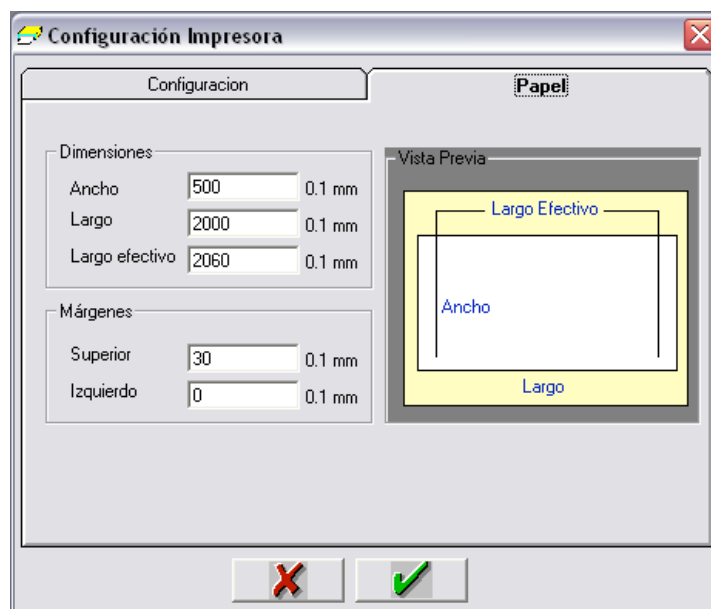 Configuración Impresora
Configuracion
Papel
Dimensiones
Ancho 500 0.1 mm
Largo 2000 0.1 mm
Largo efectivo 2060 0.1 mm
Márgenes
Superior 30 0.1 mm
Izquierdo 0 0.1 mm
Vista Previa
Largo Efectivo
Ancho
Largo